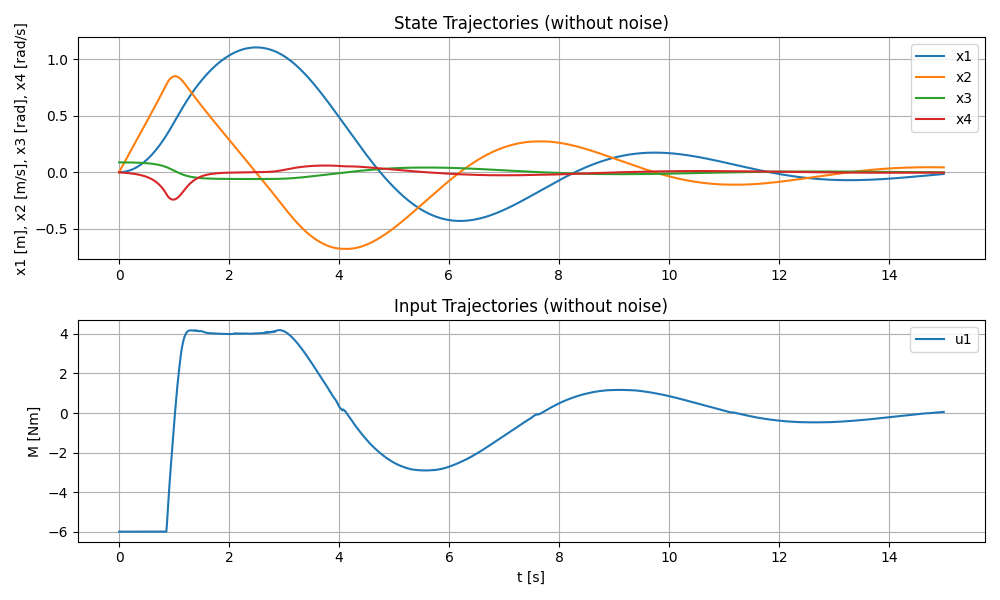 State Trajectories (without noise)
x1 [m], x2 [m/s], x3 [rad], x4 [rad/s]
1.0
0.5
0.0
−0.5
x1
x2
x3
x4
0 2 4 6 8 10 12 14
Input Trajectories (without noise)
M [Nm]
4
2
0
−2
−4
−6
u1
0 2 4 6 8 10 12 14
t [s]